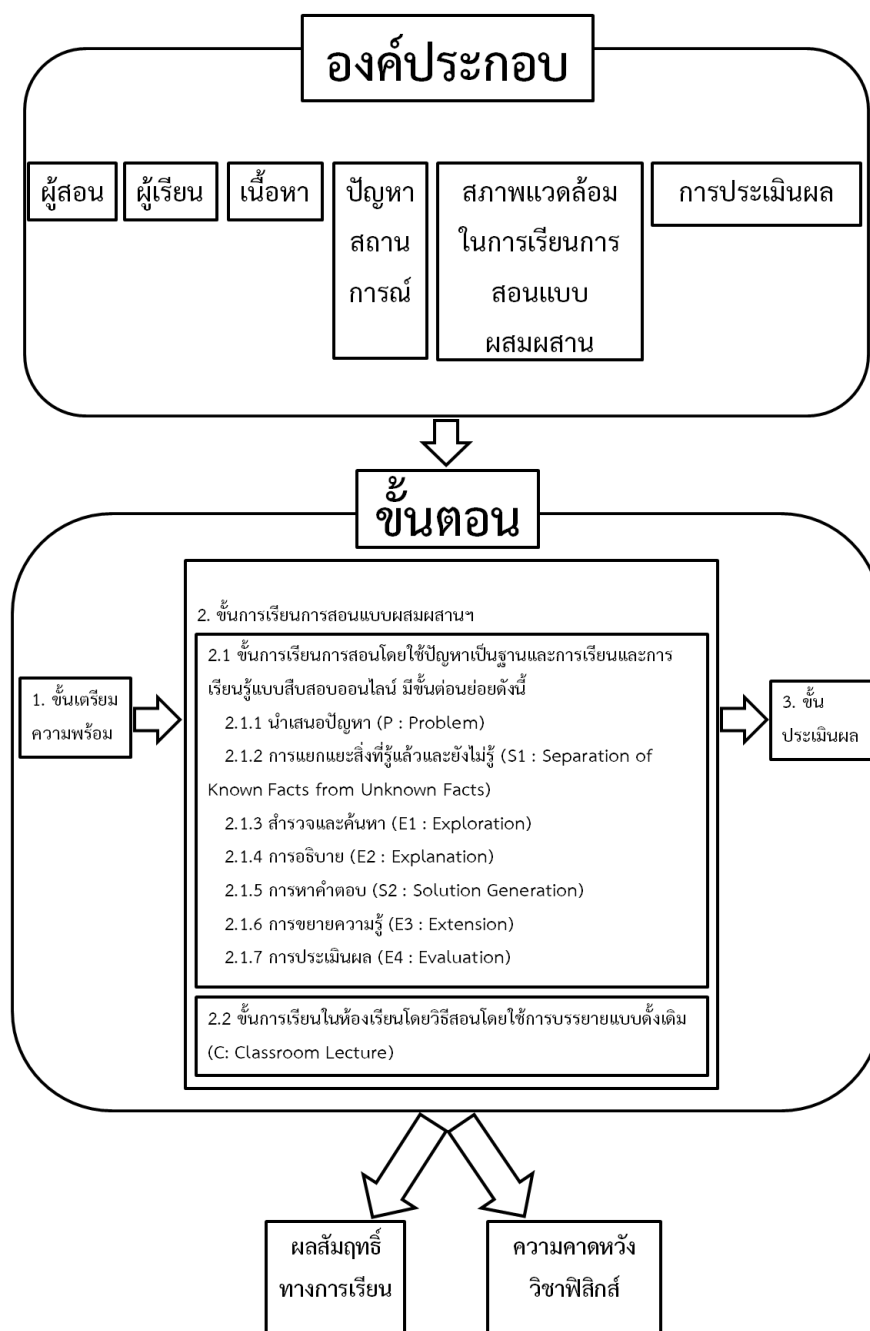 องค์ประกอบ
ผู้สอน
ผู้เรียน
เนื้อหา
ปัญหา
สถาน
การณ์
สภาพแวดล้อม
ในการเรียนการ
สอนแบบ
ผสมผสาน
การประเมินผล
ขั้นตอน
1. ขั้นเตรียม
ความพร้อม
2. ขั้นการเรียนการสอนแบบผสมผสานฯ
2.1 ขั้นการเรียนการสอนโดยใช้ปัญหาเป็นฐานและการเรียนและการ
เรียนรู้แบบสืบสอบออนไลน์ มีขั้นต่อนย่อยดังนี้
2.1.1 นำเสนอปัญหา (P : Problem)
2.1.2 การแยกแยะสิ่งที่รู้แล้วและยังไม่รู้ (S1 : Separation of
Known Facts from Unknown Facts)
2.1.3 สำรวจและค้นหา (E1 : Exploration)
2.1.4 การอธิบาย (E2 : Explanation)
2.1.5 การหาคำตอบ (S2 : Solution Generation)
2.1.6 การขยายความรู้ (E3 : Extension)
2.1.7 การประเมินผล (E4 : Evaluation)
2.2 ขั้นการเรียนในห้องเรียนโดยวิธีสอนโดยใช้การบรรยายแบบดั้งเดิม
(C: Classroom Lecture)
3. ขั้น
ประเมินผล
ผลสัมฤทธิ์
ทางการเรียน
ความคาดหวัง
วิชาฟิสิกส์